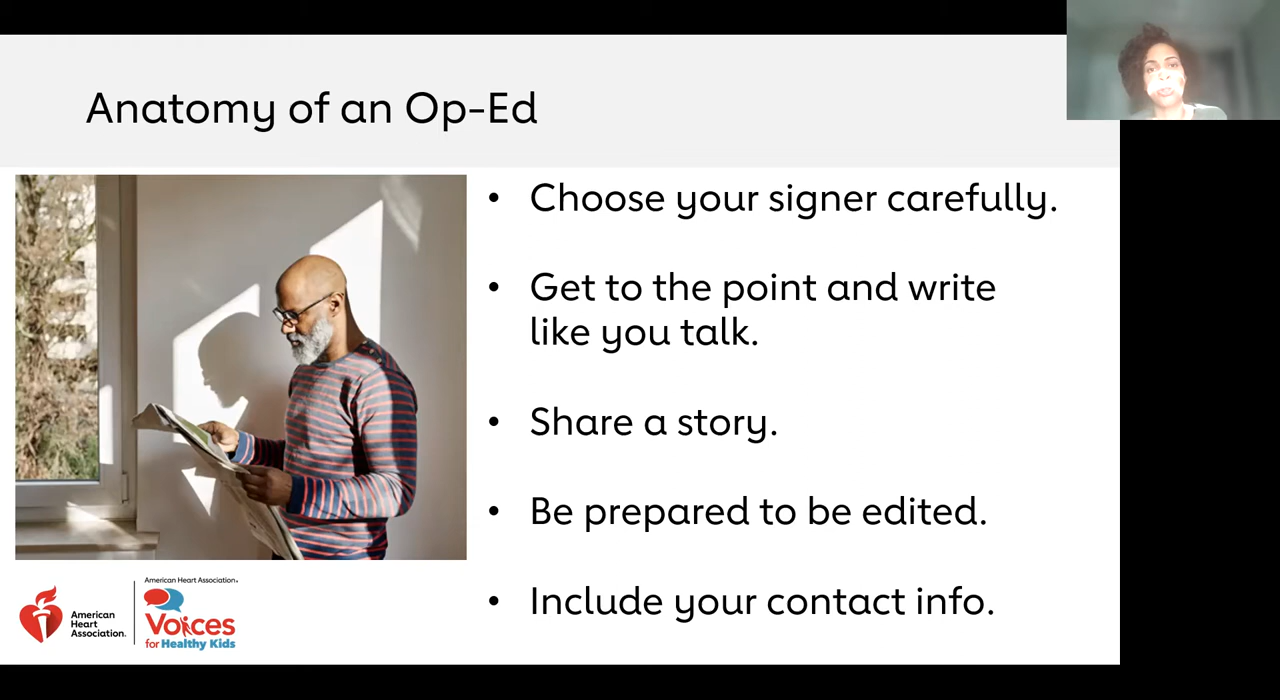 Anatomy of an Op-Ed
• Choose your signer carefully.
• Get to the point and write
like you talk.
• Share a story.
• Be prepared to be edited.
• Include your contact info.
American
Heart
Association.
American Heart Association.
Voices
for Healthy Kids